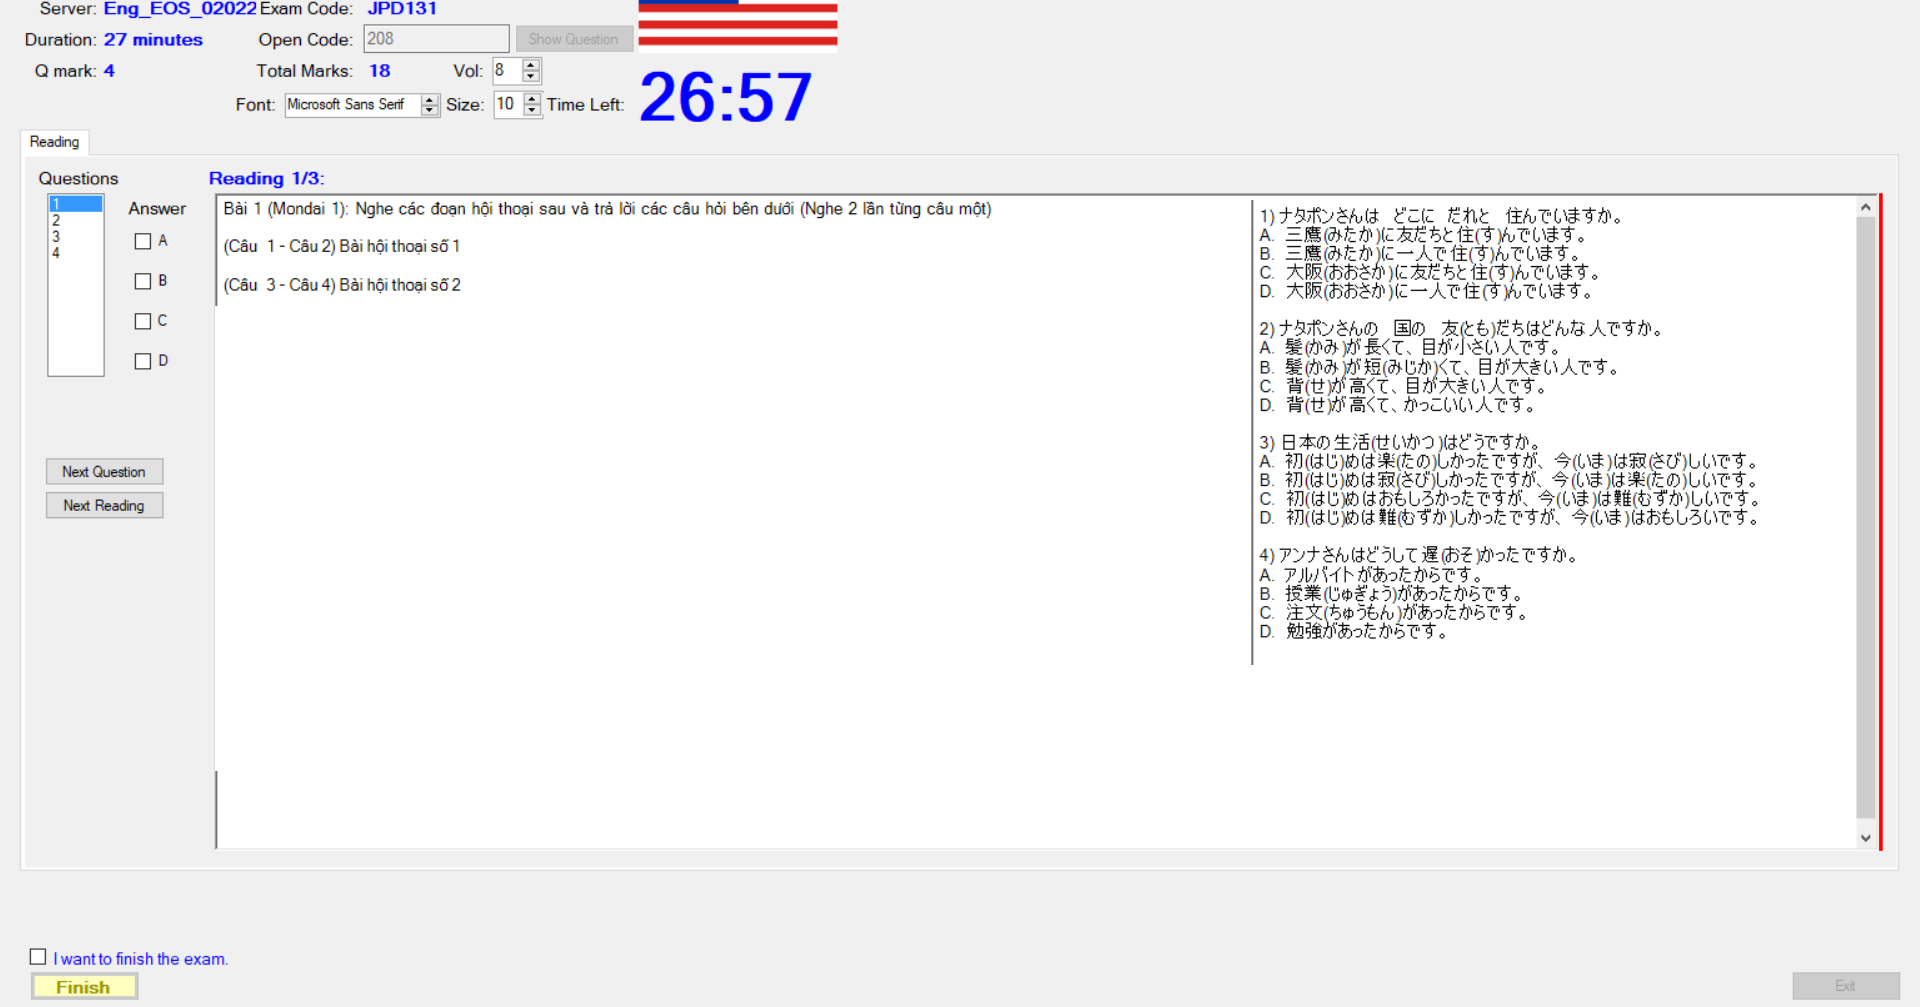 Server: Eng_EOS_02022 Exam Code: JPD131
Duration: 27 minutes Open Code: 208 Show Question
Q mark: 4 Total Marks: 18 Vol: 8
Font: Microsoft Sans Serif Size: 10 Time Left: 26:57
Reading
Questions
1
2
3
4
Answer
A
B
C
D
Next Question
Next Reading
Reading 1/3:
Bài 1 (Mondai 1): Nghe các đoạn hội thoại sau và trả lời các câu hỏi bên dưới (Nghe 2 lần từng câu một)
(Câu 1 - Câu 2) Bài hội thoại số 1
(Câu 3 - Câu 4) Bài hội thoại số 2
1) ナタポンさんは どこに だれと 住んでいますか。
A. 三鷹(みたか)に友だちと住(す)んでいます。
B. 三鷹(みたか)に一人で住(す)んでいます。
C. 大阪(おおさか)に友だちと住(す)んでいます。
D. 大阪(おおさか)に一人で住(す)んでいます。
2) ナタポンさんの 国の 友(とも)だちはどんな人ですか。
A. 髪(かみ)が長くて、目が小さい人です。
B. 髪(かみ)が短(みじか)くて、目が大きい人です。
C. 背(せ)が高くて、目が大きい人です。
D. 背(せ)が高くて、かっこいい人です。
3) 日本の生活(せいかつ)はどうですか。
A. 初(はじ)めは楽(たの)しかったですが、今(いま)は寂(さび)しいです。
B. 初(はじ)めは寂(さび)しかったですが、今(いま)は楽(たの)しいです。
C. 初(はじ)めはおもしろかったですが、今(いま)は難(むずか)しいです。
D. 初(はじ)めは難(むずか)しかったですが、今(いま)はおもしろいです。
4) アンナさんはどうして遅(おそ)かったですか。
A. アルバイトがあったからです。
B. 授業(じゅぎょう)があったからです。
C. 注文(ちゅうもん)があったからです。
D. 勉強があったからです。
I want to finish the exam.
Finish
Exit